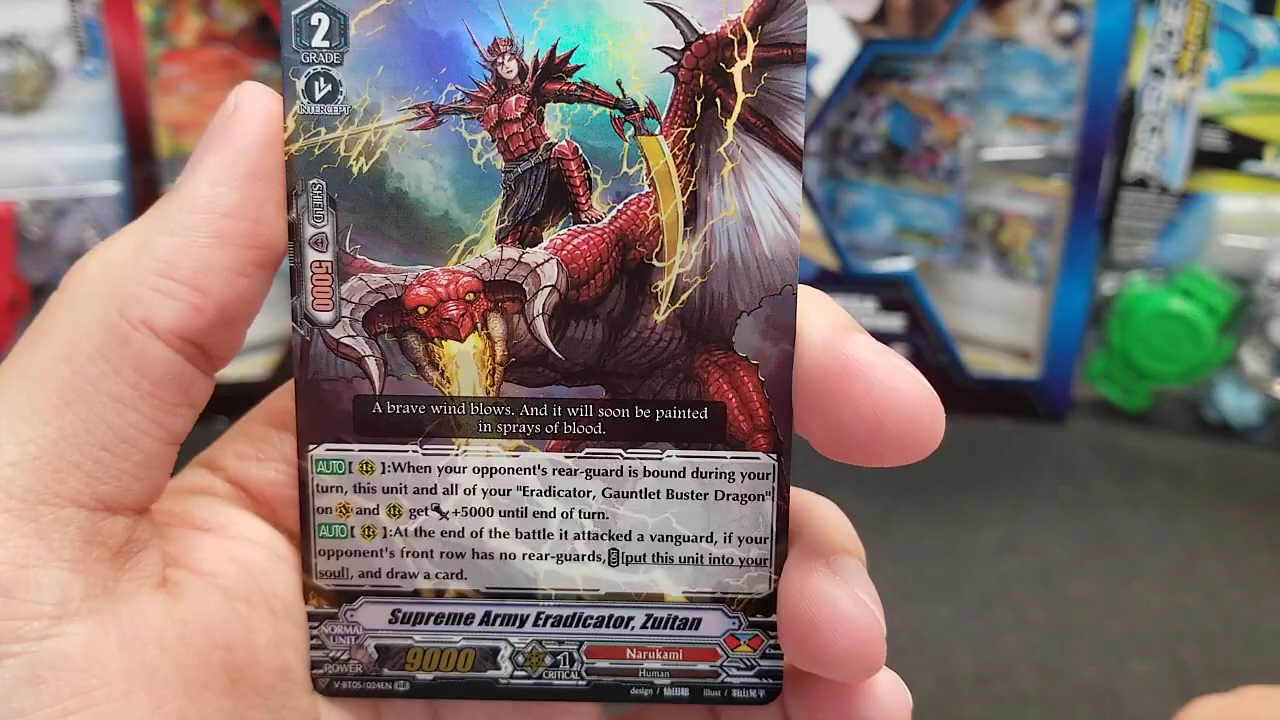 2
GRADE
INTERCEPT
SHIELD
5000
A brave wind blows. And it will soon be painted
in sprays of blood.
AUTO [ ]:When your opponent's rear-guard is bound during your
turn, this unit and all of your "Eradicator, Gauntlet Buster Dragon"
on and get +5000 until end of turn.
AUTO [ ]:At the end of the battle it attacked a vanguard, if your
opponent's front row has no rear-guards, [put this unit into your
soul], and draw a card.
Supreme Army Eradicator, Zuitan
NORMAL
UNIT
POWER 9000 1 CRITICAL
Narukami
Human
V-BT05/024EN RR design / 仙田聡 illust / 羽山晃平